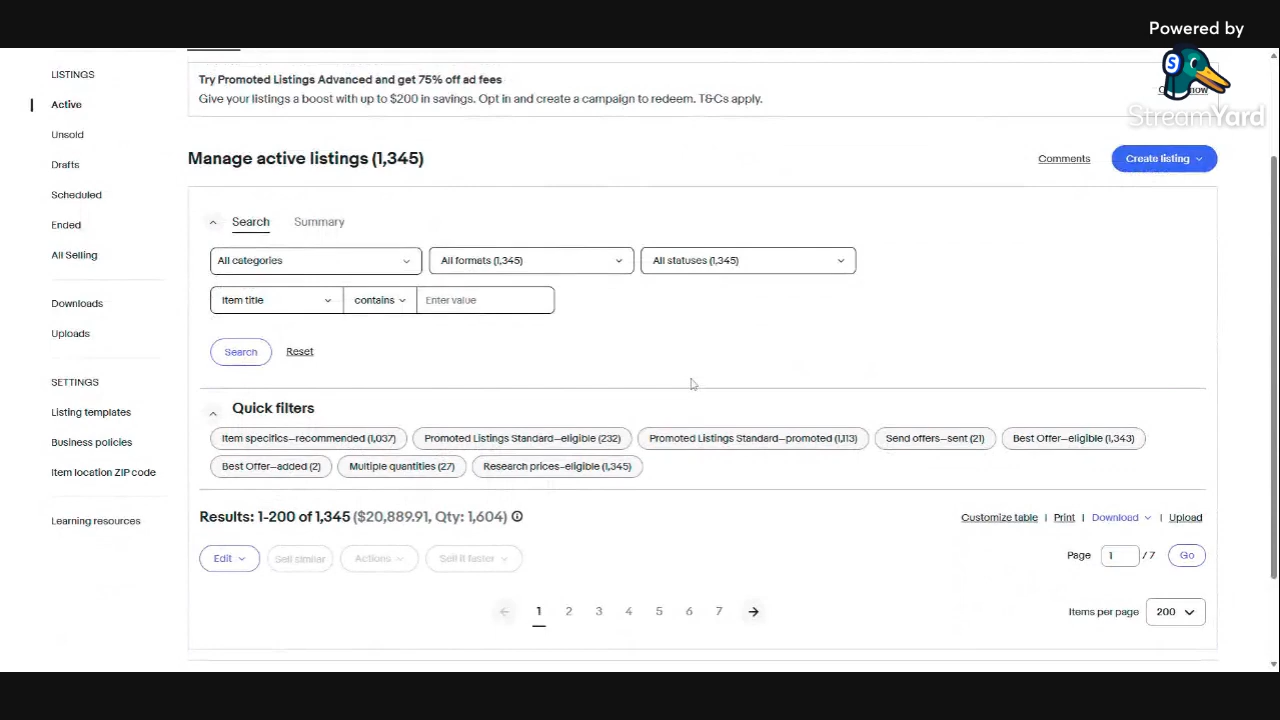 Powered by
StreamYard
LISTINGS
Active
Unsold
Drafts
Scheduled
Ended
All Selling
Downloads
Uploads
SETTINGS
Listing templates
Business policies
Item location ZIP code
Learning resources
Try Promoted Listings Advanced and get 75% off ad fees
Give your listings a boost with up to $200 in savings. Opt in and create a campaign to redeem. T&Cs apply.
Manage active listings (1,345)
Comments
Create listing
Search Summary
All categories All formats (1,345) All statuses (1,345)
Item title contains Enter value
Search Reset
Quick filters
Item specifics–recommended (1,037) Promoted Listings Standard–eligible (232) Promoted Listings Standard–promoted (1,113) Send offers–sent (21) Best Offer–eligible (1,343)
Best Offer–added (2) Multiple quantities (27) Research prices–eligible (1,345)
Results: 1-200 of 1,345 ($20,889.91, Qty: 1,604)
Customize table | Print | Download | Upload
Edit Sell similar Actions Sell it faster
Page 1 / 7 Go
1 2 3 4 5 6 7
Items per page 200